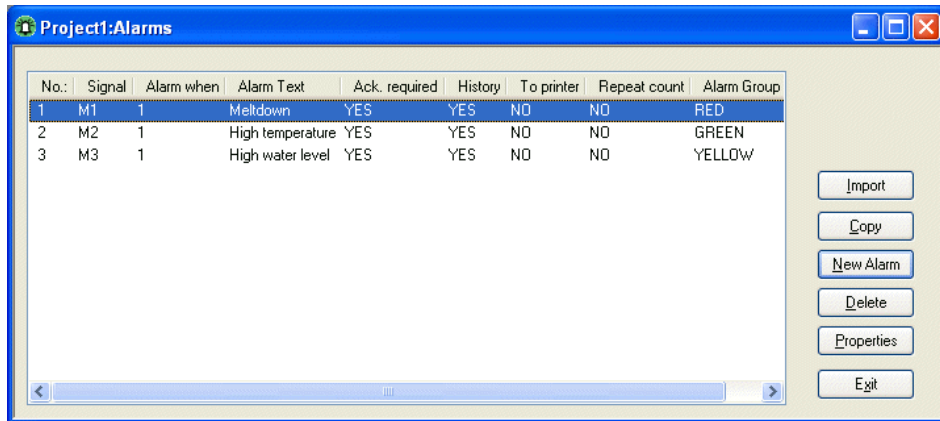 Project1:Alarms
No.: Signal Alarm when Alarm Text Ack. required History To printer Repeat count Alarm Group
1 M1 1 Meltdown YES YES NO NO RED
2 M2 1 High temperature YES YES NO NO GREEN
3 M3 1 High water level YES YES NO NO YELLOW
Import
Copy
New Alarm
Delete
Properties
Exit